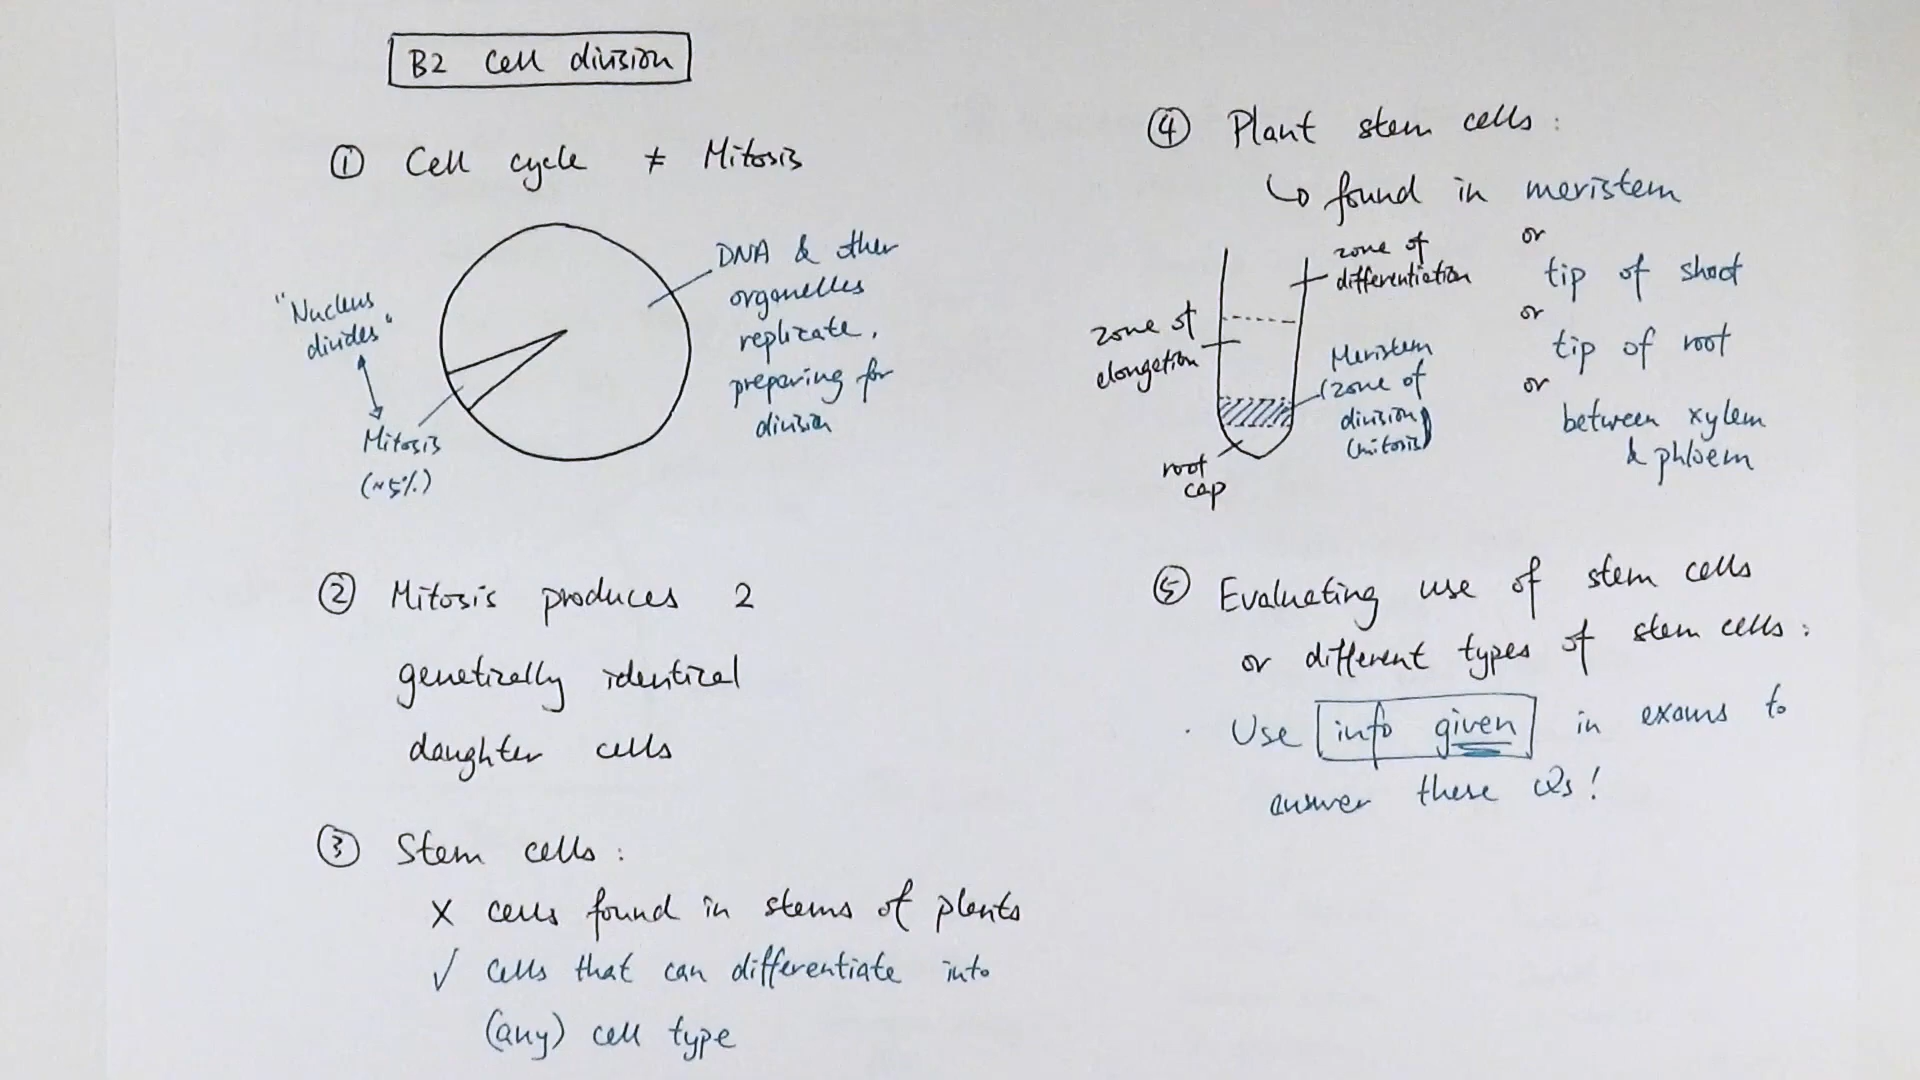 B2 Cell division
① Cell cycle ≠ Mitosis
DNA & other
organelles
replicate,
preparing for
division
"Nucleus
divides"
Mitosis
(~5%)
② Mitosis produces 2
genetically identical
daughter cells
③ Stem cells:
X cells found in stems of plants
✓ cells that can differentiate into
(any) cell type
④ Plant stem cells:
↳ found in meristem
or
tip of shoot
or
tip of root
or
between xylem
& phloem
zone of
differentiation
zone of
elongation
Meristem
(zone of
division)
(mitosis)
root
cap
⑤ Evaluating use of stem cells
or different types of stem cells:
Use info given in exams to
answer these Qs!